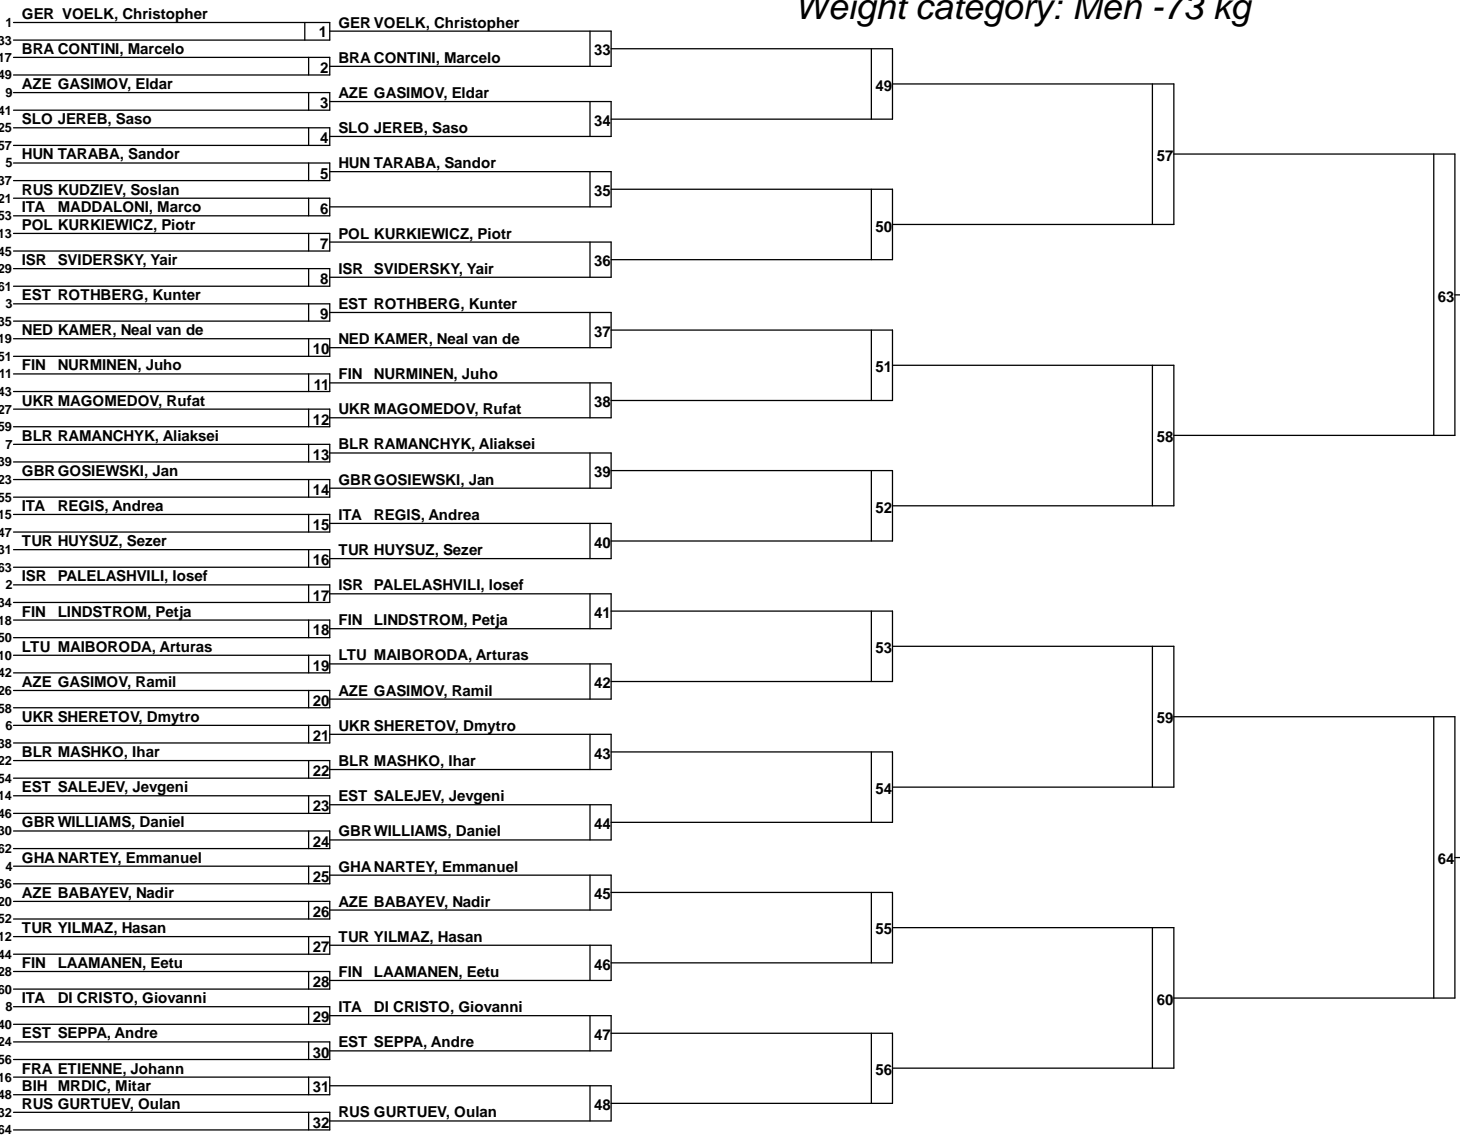 Weight category: Men -73 kg
1 GER VOELK, Christopher
33
1 GER VOELK, Christopher
17 BRA CONTINI, Marcelo
49
2 BRA CONTINI, Marcelo
33
9 AZE GASIMOV, Eldar
41
3 AZE GASIMOV, Eldar
25 SLO JEREB, Saso
57
4 SLO JEREB, Saso
34
49
5 HUN TARABA, Sandor
37
5 HUN TARABA, Sandor
21 RUS KUDZIEV, Soslan
53 ITA MADDALONI, Marco
6
35
13 POL KURKIEWICZ, Piotr
45
7 POL KURKIEWICZ, Piotr
29 ISR SVIDERSKY, Yair
61
8 ISR SVIDERSKY, Yair
36
50
57
3 EST ROTHBERG, Kunter
35
9 EST ROTHBERG, Kunter
19 NED KAMER, Neal van de
51
10 NED KAMER, Neal van de
37
11 FIN NURMINEN, Juho
43
11 FIN NURMINEN, Juho
27 UKR MAGOMEDOV, Rufat
59
12 UKR MAGOMEDOV, Rufat
38
51
7 BLR RAMANCHYK, Aliaksei
39
13 BLR RAMANCHYK, Aliaksei
23 GBR GOSIEWSKI, Jan
55
14 GBR GOSIEWSKI, Jan
39
15 ITA REGIS, Andrea
47
15 ITA REGIS, Andrea
31 TUR HUYSUZ, Sezer
63
16 TUR HUYSUZ, Sezer
40
52
58
63
2 ISR PALELASHVILI, Iosef
34
17 ISR PALELASHVILI, Iosef
18 FIN LINDSTROM, Petja
50
18 FIN LINDSTROM, Petja
41
10 LTU MAIBORODA, Arturas
42
19 LTU MAIBORODA, Arturas
26 AZE GASIMOV, Ramil
58
20 AZE GASIMOV, Ramil
42
53
6 UKR SHERETOV, Dmytro
38
21 UKR SHERETOV, Dmytro
22 BLR MASHKO, Ihar
54
22 BLR MASHKO, Ihar
43
14 EST SALEJEV, Jevgeni
46
23 EST SALEJEV, Jevgeni
30 GBR WILLIAMS, Daniel
62
24 GBR WILLIAMS, Daniel
44
54
59
4 GHA NARTEY, Emmanuel
36
25 GHA NARTEY, Emmanuel
20 AZE BABAYEV, Nadir
52
26 AZE BABAYEV, Nadir
45
12 TUR YILMAZ, Hasan
44
27 TUR YILMAZ, Hasan
28 FIN LAAMANEN, Eetu
60
28 FIN LAAMANEN, Eetu
46
55
8 ITA DI CRISTO, Giovanni
40
29 ITA DI CRISTO, Giovanni
24 EST SEPPA, Andre
56
30 EST SEPPA, Andre
47
16 FRA ETIENNE, Johann
48 BIH MRDIC, Mitar
31
32 RUS GURTUEV, Oulan
64
32 RUS GURTUEV, Oulan
48
56
60
64